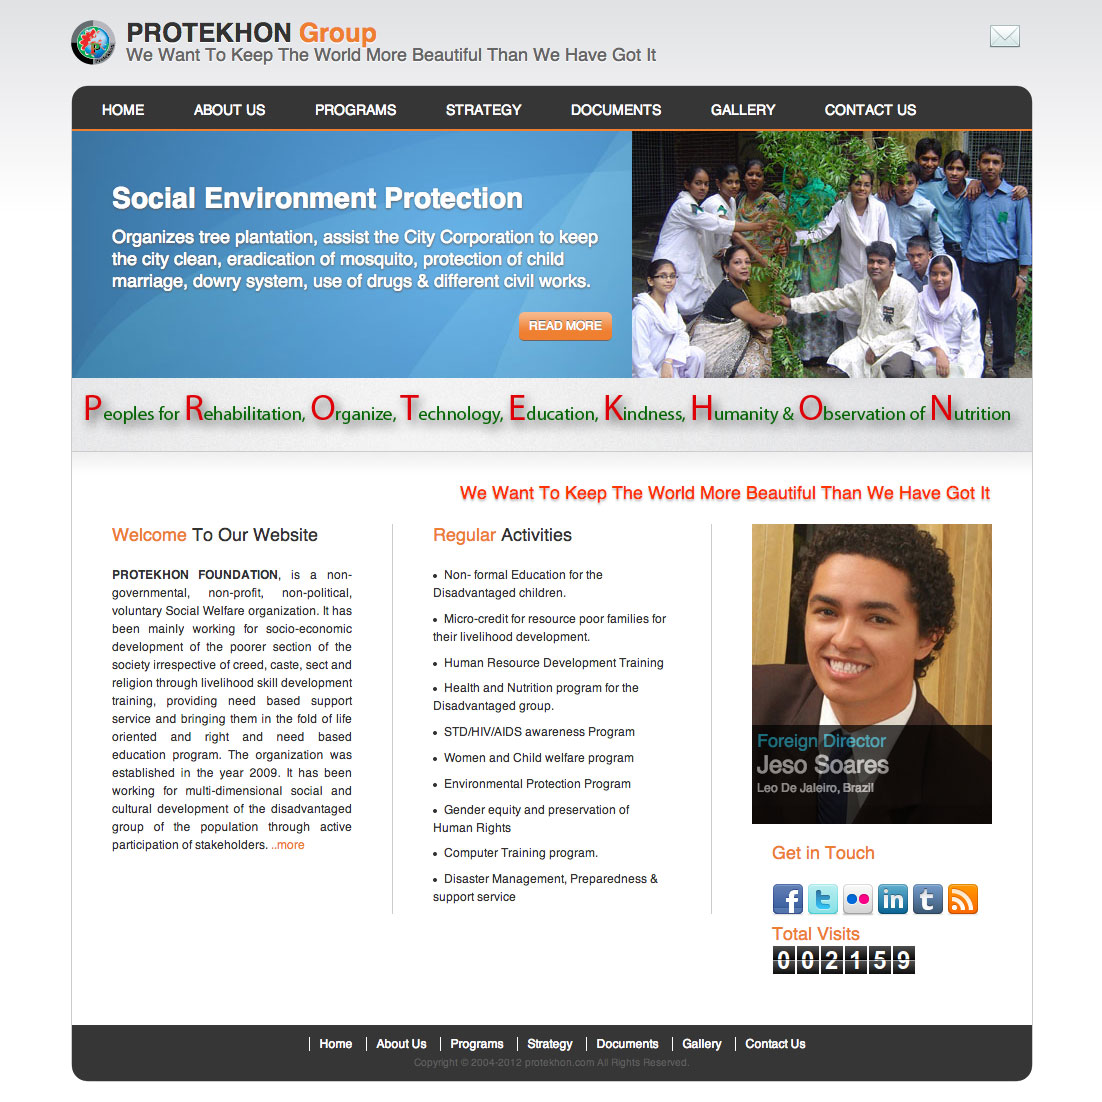 PROTEKHON Group
We Want To Keep The World More Beautiful Than We Have Got It
HOME ABOUT US PROGRAMS STRATEGY DOCUMENTS GALLERY CONTACT US
Social Environment Protection
Organizes tree plantation, assist the City Corporation to keep
the city clean, eradication of mosquito, protection of child
marriage, dowry system, use of drugs & different civil works.
READ MORE
Peoples for Rehabilitation, Organize, Technology, Education, Kindness, Humanity & Observation of Nutrition
We Want To Keep The World More Beautiful Than We Have Got It
Welcome To Our Website
PROTEKHON FOUNDATION, is a non-
governmental, non-profit, non-political,
voluntary Social Welfare organization. It has
been mainly working for socio-economic
development of the poorer section of the
society irrespective of creed, caste, sect and
religion through livelihood skill development
training, providing need based support
service and bringing them in the fold of life
oriented and right and need based
education program. The organization was
established in the year 2009. It has been
working for multi-dimensional social and
cultural development of the disadvantaged
group of the population through active
participation of stakeholders. ..more
Regular Activities
• Non- formal Education for the
Disadvantaged children.
• Micro-credit for resource poor families for
their livelihood development.
• Human Resource Development Training
• Health and Nutrition program for the
Disadvantaged group.
• STD/HIV/AIDS awareness Program
• Women and Child welfare program
• Environmental Protection Program
• Gender equity and preservation of
Human Rights
• Computer Training program.
• Disaster Management, Preparedness &
support service
Foreign Director
Jeso Soares
Leo De Jaleiro, Brazil
Get in Touch
Total Visits
002159
Home About Us Programs Strategy Documents Gallery Contact Us
Copyright © 2004-2012 protekhon.com All Rights Reserved.